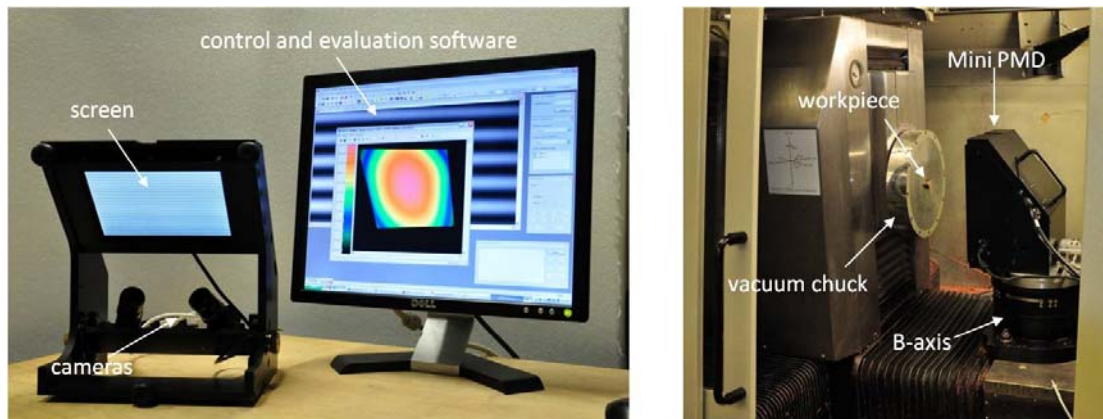 control and evaluation software
screen
cameras
DELL
Mini PMD
workpiece
vacuum chuck
B-axis